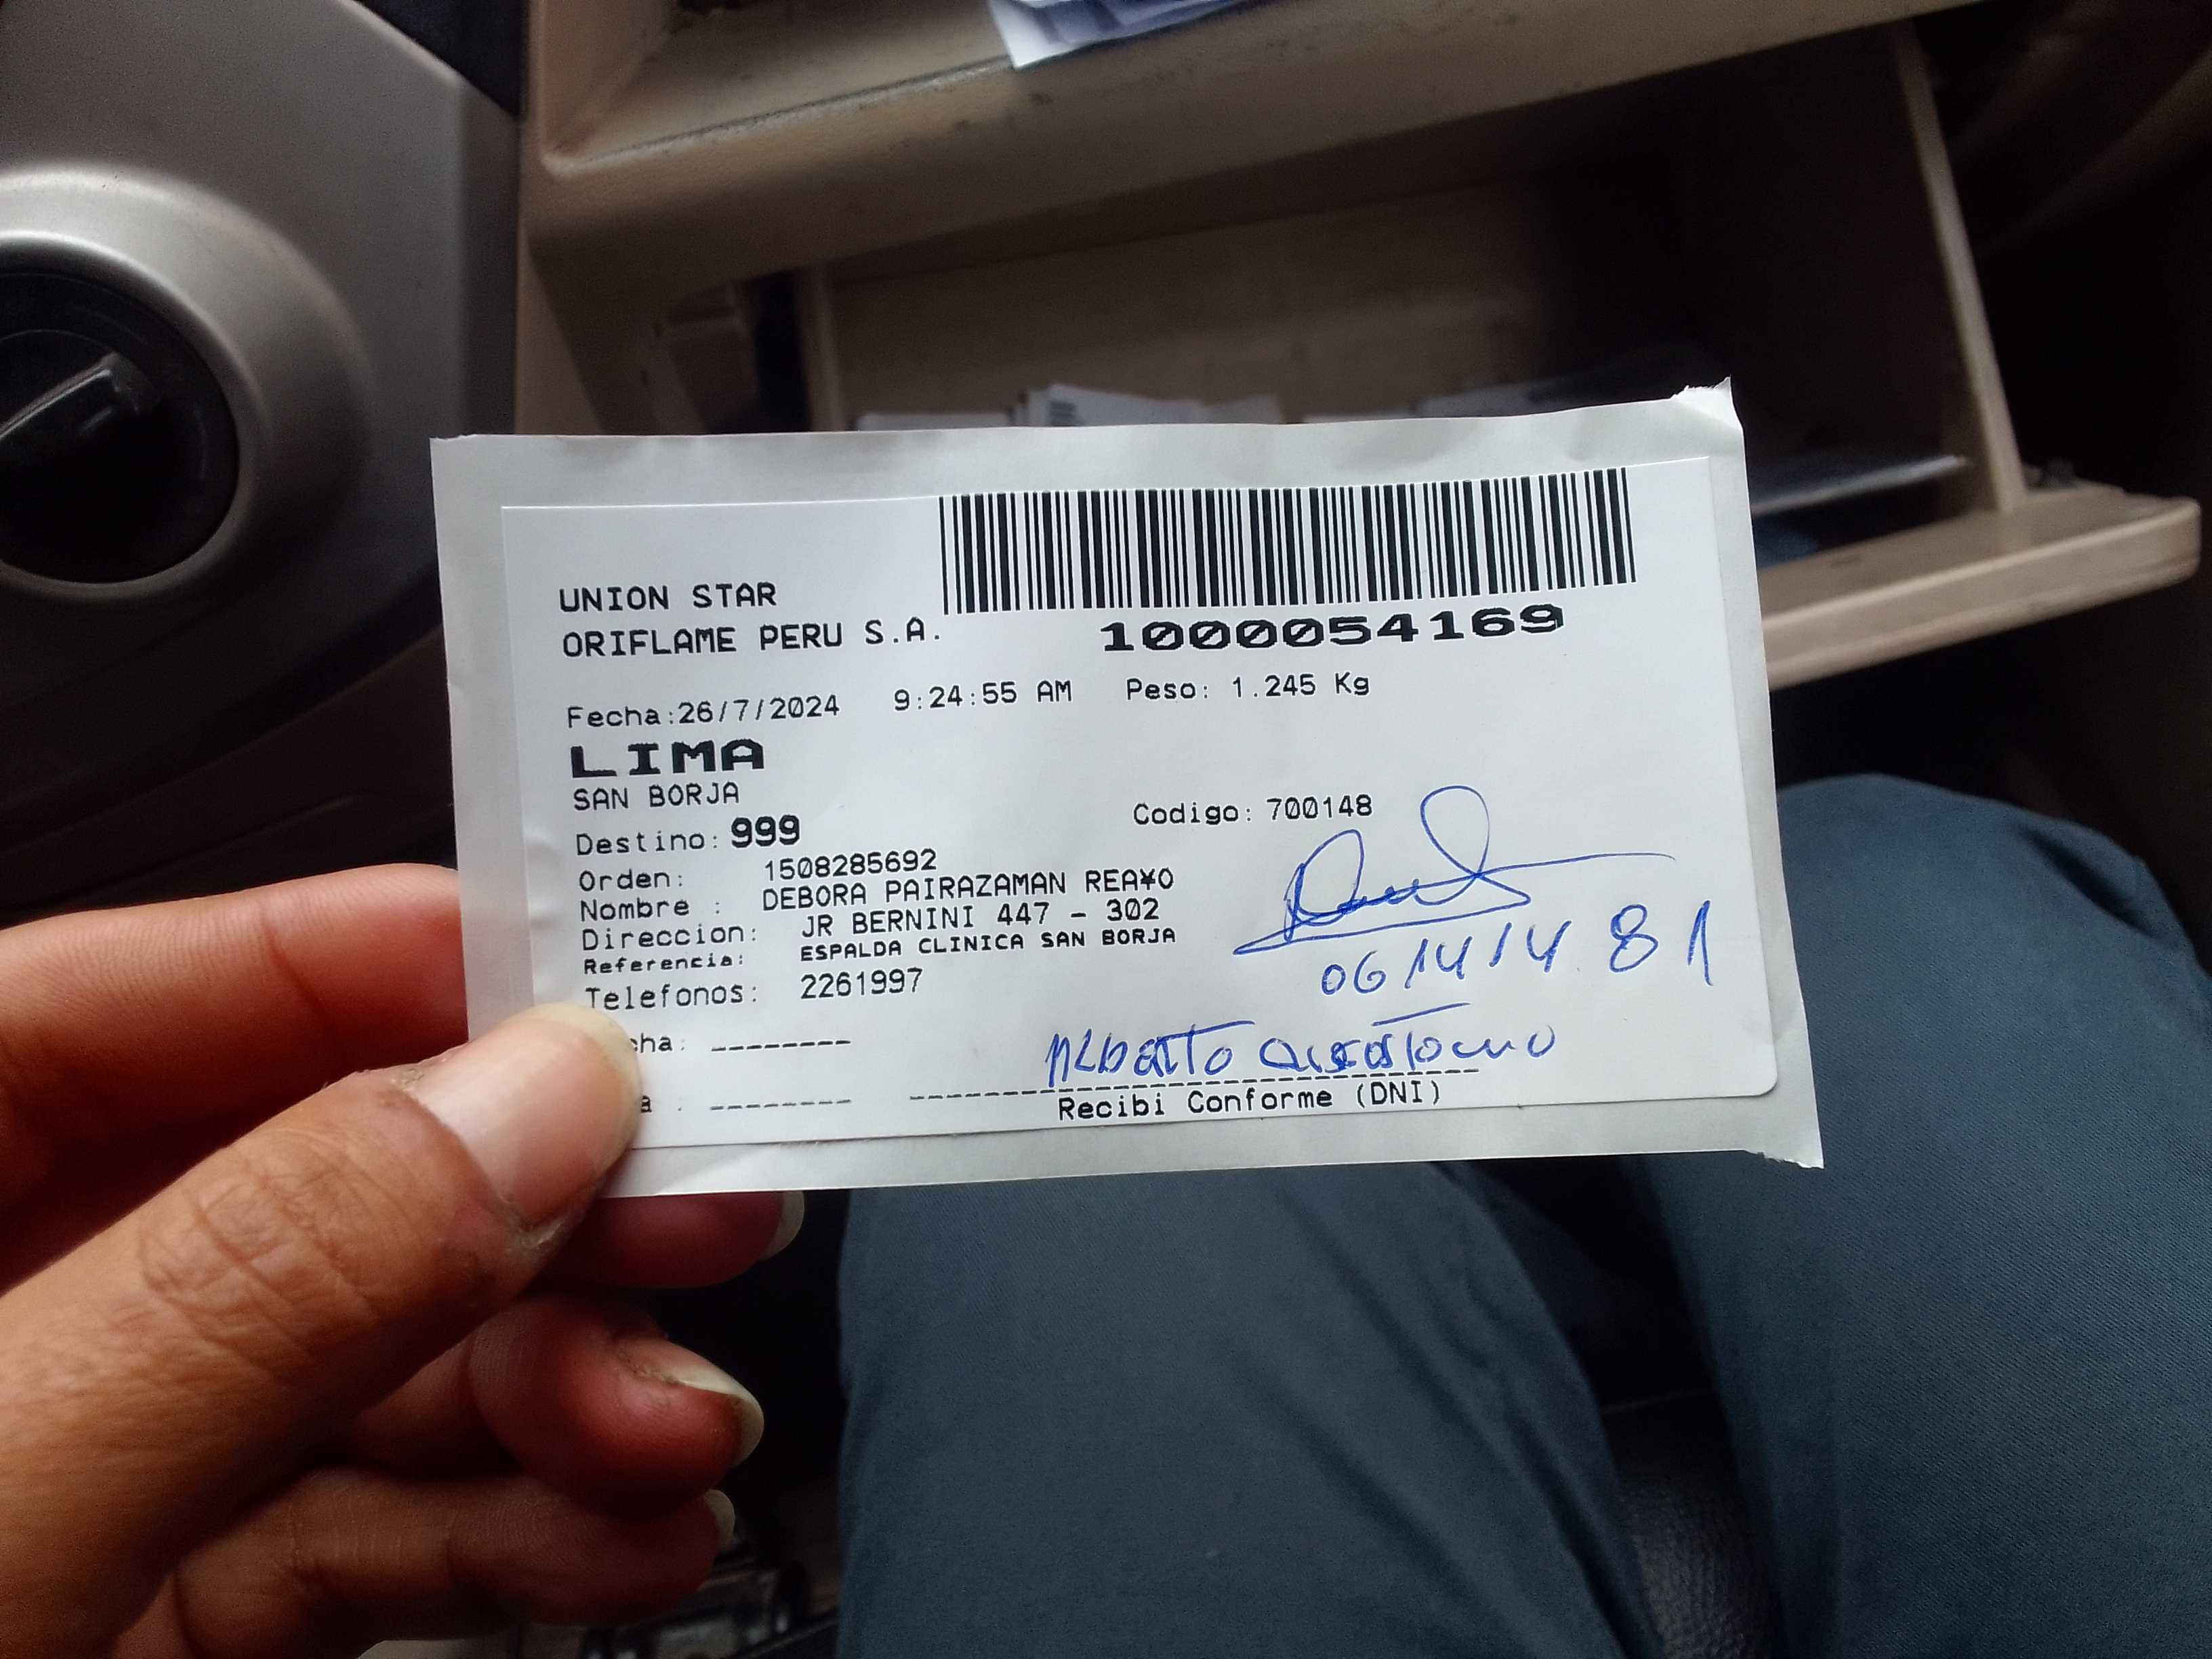 UNION STAR
ORIFLAME PERU S.A.
1000054169
Fecha:26/7/2024 9:24:55 AM Peso: 1.245 Kg
LIMA
SAN BORJA
Destino: 999 Codigo: 700148
Orden: 1508285692
Nombre : DEBORA PAIRAZAMAN REA¥O
Direccion: JR BERNINI 447 - 302
Referencia: ESPALDA CLINICA SAN BORJA
06141481
Telefonos: 2261997
cha: --------
Alberto
a : --------
Recibi Conforme (DNI)